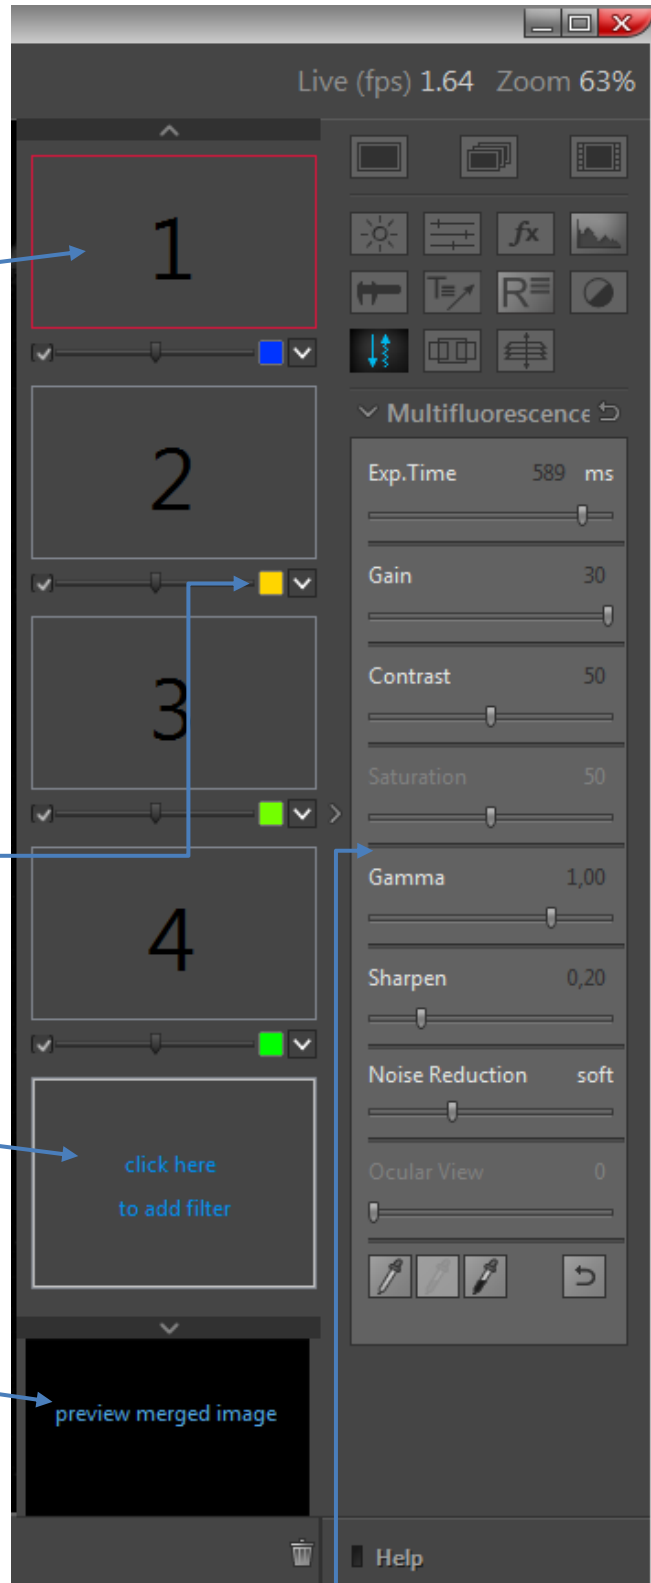 Live (fps) 1.64 Zoom 63%
1
2
3
4
click here
to add filter
preview merged image
fx
T
R
Multifluorescence
Exp.Time 589 ms
Gain 30
Contrast 50
Saturation 50
Gamma 1,00
Sharpen 0,20
Noise Reduction soft
Ocular View 0
Help